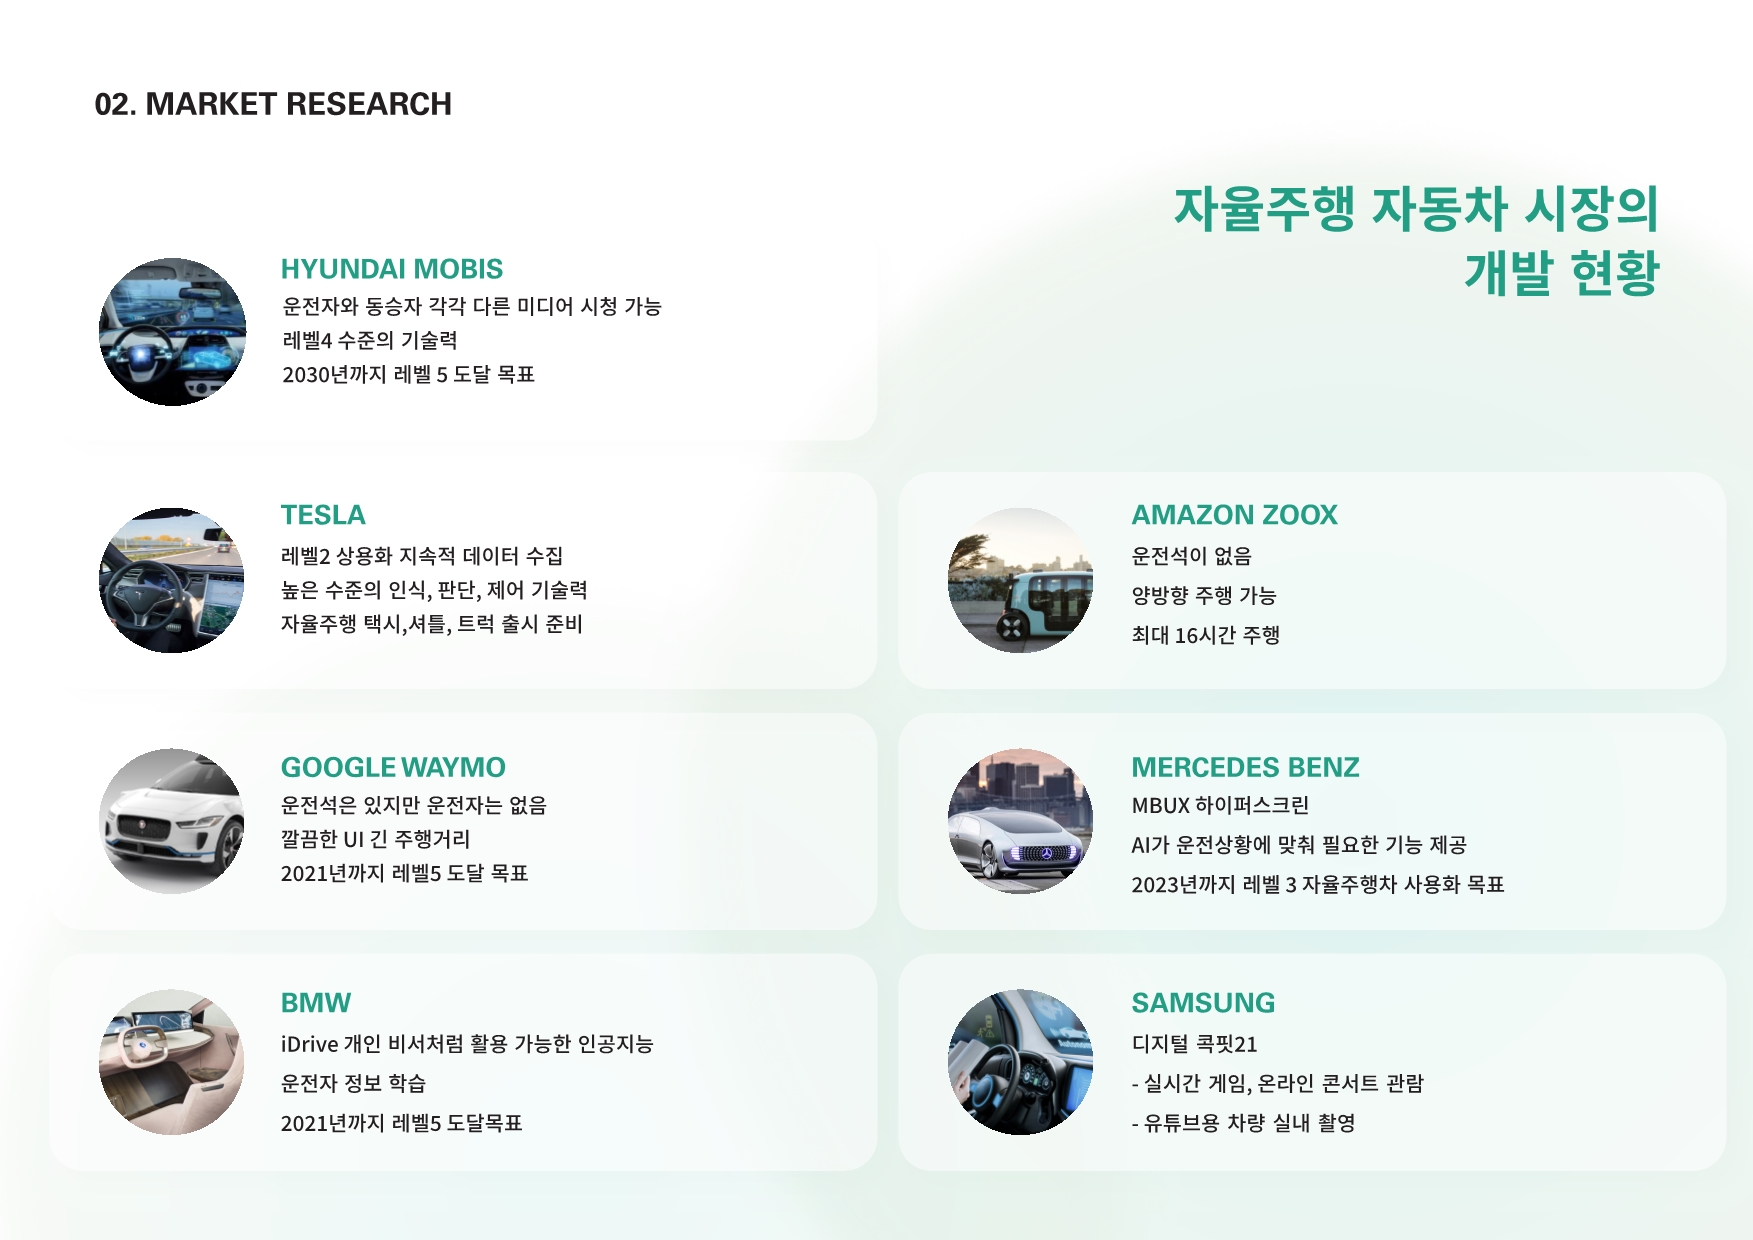 02. MARKET RESEARCH
자율주행 자동차 시장의
개발 현황
HYUNDAI MOBIS
운전자와 동승자 각각 다른 미디어 시청 가능
레벨4 수준의 기술력
2030년까지 레벨 5 도달 목표
TESLA
레벨2 상용화 지속적 데이터 수집
높은 수준의 인식, 판단, 제어 기술력
자율주행 택시,셔틀, 트럭 출시 준비
GOOGLE WAYMO
운전석은 있지만 운전자는 없음
깔끔한 UI 긴 주행거리
2021년까지 레벨5 도달 목표
BMW
iDrive 개인 비서처럼 활용 가능한 인공지능
운전자 정보 학습
2021년까지 레벨5 도달목표
AMAZON ZOOX
운전석이 없음
양방향 주행 가능
최대 16시간 주행
MERCEDES BENZ
MBUX 하이퍼스크린
AI가 운전상황에 맞춰 필요한 기능 제공
2023년까지 레벨 3 자율주행차 사용화 목표
SAMSUNG
디지털 콕핏21
- 실시간 게임, 온라인 콘서트 관람
- 유튜브용 차량 실내 촬영